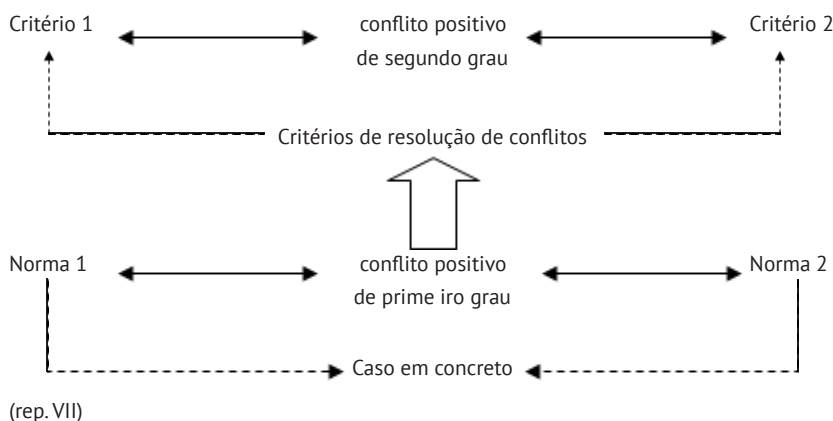 Critério 1 conflito positivo Critério 2
de segundo grau
Critérios de resolução de conflitos
Norma 1 conflito positivo Norma 2
de prime iro grau
Caso em concreto
(rep. VII)